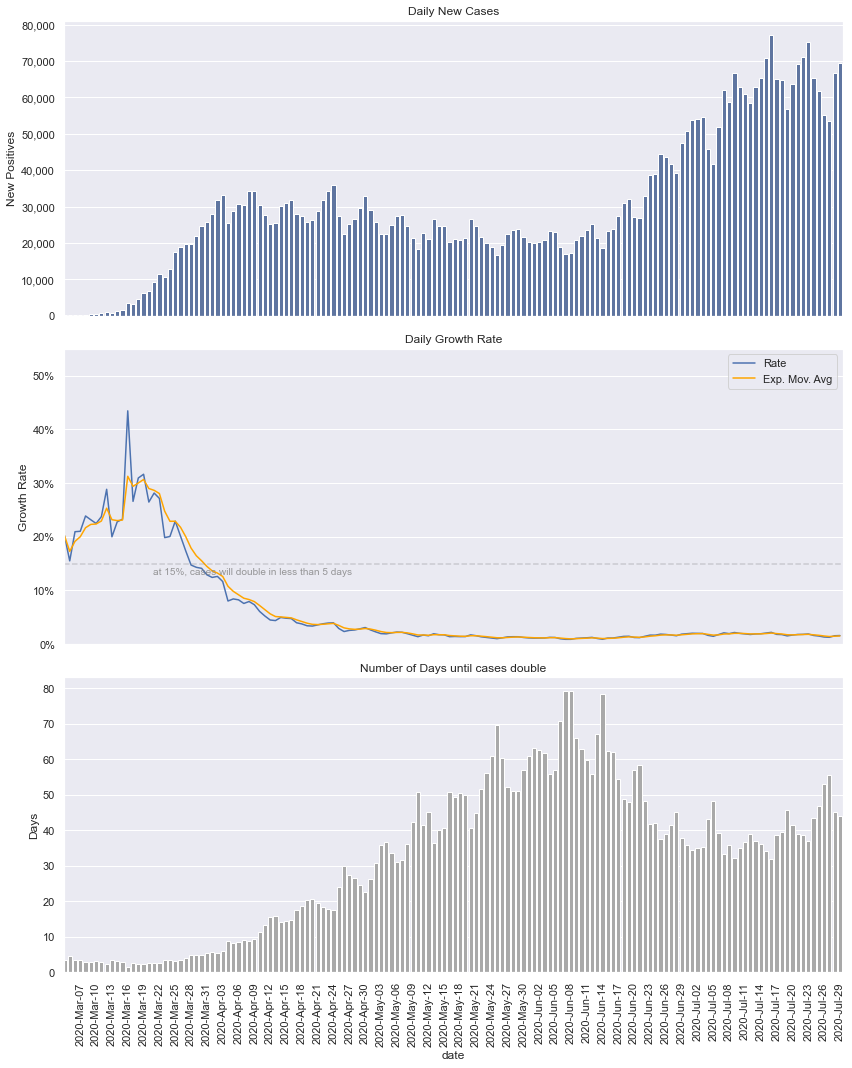 Daily New Cases
80,000
70,000
60,000
50,000
40,000
30,000
20,000
10,000
0
New Positives
Daily Growth Rate
50%
40%
30%
20%
10%
0%
Growth Rate
Rate
Exp. Mov. Avg
at 15%, cases will double in less than 5 days
Number of Days until cases double
80
70
60
50
40
30
20
10
0
Days
2020-Mar-07
2020-Mar-10
2020-Mar-13
2020-Mar-16
2020-Mar-19
2020-Mar-22
2020-Mar-25
2020-Mar-28
2020-Mar-31
2020-Apr-03
2020-Apr-06
2020-Apr-09
2020-Apr-12
2020-Apr-15
2020-Apr-18
2020-Apr-21
2020-Apr-24
2020-Apr-27
2020-Apr-30
2020-May-03
2020-May-06
2020-May-09
2020-May-12
2020-May-15
2020-May-18
2020-May-21
2020-May-24
2020-May-27
2020-May-30
2020-Jun-02
2020-Jun-05
2020-Jun-08
2020-Jun-11
2020-Jun-14
2020-Jun-17
2020-Jun-20
2020-Jun-23
2020-Jun-26
2020-Jun-29
2020-Jul-02
2020-Jul-05
2020-Jul-08
2020-Jul-11
2020-Jul-14
2020-Jul-17
2020-Jul-20
2020-Jul-23
2020-Jul-26
2020-Jul-29
date